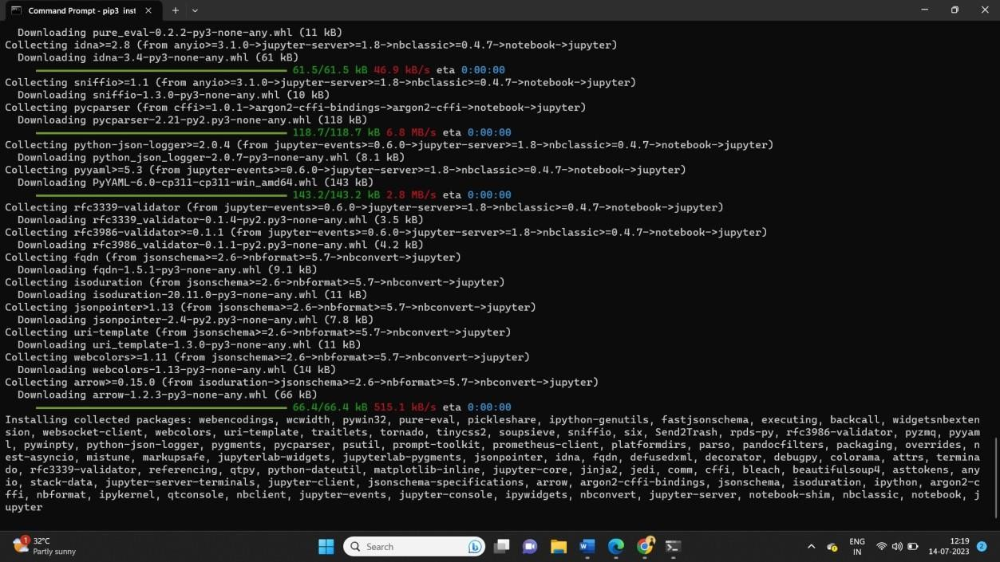 Command Prompt - pip3 inst
Downloading pure_eval-0.2.2-py3-none-any.whl (11 kB)
Collecting idna>=2.8 (from anyio>=3.1.0->jupyter-server>=1.8->nbclassic>=0.4.7->notebook->jupyter)
Downloading idna-3.4-py3-none-any.whl (61 kB)
61.5/61.5 kB 46.9 kB/s eta 0:00:00
Collecting sniffio>=1.1 (from anyio>=3.1.0->jupyter-server>=1.8->nbclassic>=0.4.7->notebook->jupyter)
Downloading sniffio-1.3.0-py3-none-any.whl (10 kB)
Collecting pycparser (from cffi>=1.0.1->argon2-cffi-bindings->argon2-cffi->notebook->jupyter)
Downloading pycparser-2.21-py2.py3-none-any.whl (118 kB)
118.7/118.7 kB 6.8 MB/s eta 0:00:00
Collecting python-json-logger>=2.0.4 (from jupyter-events>=0.6.0->jupyter-server>=1.8->nbclassic>=0.4.7->notebook->jupyter)
Downloading python_json_logger-2.0.7-py3-none-any.whl (8.1 kB)
Collecting pyyaml>=5.3 (from jupyter-events>=0.6.0->jupyter-server>=1.8->nbclassic>=0.4.7->notebook->jupyter)
Downloading PyYAML-6.0-cp311-cp311-win_amd64.whl (143 kB)
143.2/143.2 kB 2.8 MB/s eta 0:00:00
Collecting rfc3339-validator (from jupyter-events>=0.6.0->jupyter-server>=1.8->nbclassic>=0.4.7->notebook->jupyter)
Downloading rfc3339_validator-0.1.4-py2.py3-none-any.whl (3.5 kB)
Collecting rfc3986-validator>=0.1.1 (from jupyter-events>=0.6.0->jupyter-server>=1.8->nbclassic>=0.4.7->notebook->jupyter)
Downloading rfc3986_validator-0.1.1-py2.py3-none-any.whl (4.2 kB)
Collecting fqdn (from jsonschema>=2.6->nbformat>=5.7->nbconvert->jupyter)
Downloading fqdn-1.5.1-py3-none-any.whl (9.1 kB)
Collecting isoduration (from jsonschema>=2.6->nbformat>=5.7->nbconvert->jupyter)
Downloading isoduration-20.11.0-py3-none-any.whl (11 kB)
Collecting jsonpointer>1.13 (from jsonschema>=2.6->nbformat>=5.7->nbconvert->jupyter)
Downloading jsonpointer-2.4-py2.py3-none-any.whl (7.8 kB)
Collecting uri-template (from jsonschema>=2.6->nbformat>=5.7->nbconvert->jupyter)
Downloading uri_template-1.3.0-py3-none-any.whl (11 kB)
Collecting webcolors>=1.11 (from jsonschema>=2.6->nbformat>=5.7->nbconvert->jupyter)
Downloading webcolors-1.13-py3-none-any.whl (14 kB)
Collecting arrow>=0.15.0 (from isoduration->jsonschema>=2.6->nbformat>=5.7->nbconvert->jupyter)
Downloading arrow-1.2.3-py3-none-any.whl (66 kB)
66.4/66.4 kB 515.1 kB/s eta 0:00:00
Installing collected packages: webencodings, wcwidth, pywin32, pure-eval, pickleshare, ipython-genutils, fastjsonschema, executing, backcall, widgetsnbexten
sion, websocket-client, webcolors, uri-template, traitlets, tornado, tinycss2, soupsieve, sniffio, six, Send2Trash, rpds-py, rfc3986-validator, pyzmq, pyyam
l, pywinpty, python-json-logger, pygments, pycparser, psutil, prompt-toolkit, prometheus-client, platformdirs, parso, pandocfilters, packaging, overrides, n
est-asyncio, mistune, markupsafe, jupyterlab-widgets, jupyterlab-pygments, jsonpointer, idna, fqdn, defusedxml, decorator, debugpy, colorama, attrs, termina
do, rfc3339-validator, referencing, qtpy, python-dateutil, matplotlib-inline, jupyter-core, jinja2, jedi, comm, cffi, bleach, beautifulsoup4, asttokens, any
io, stack-data, jupyter-server-terminals, jupyter-client, jsonschema-specifications, arrow, argon2-cffi-bindings, jsonschema, isoduration, ipython, argon2-c
ffi, nbformat, ipykernel, qtconsole, nbclient, jupyter-events, jupyter-console, ipywidgets, nbconvert, jupyter-server, notebook-shim, nbclassic, notebook, j
upyter
1
32°C
Partly sunny
Search
ENG
IN
12:19
14-07-2023
2